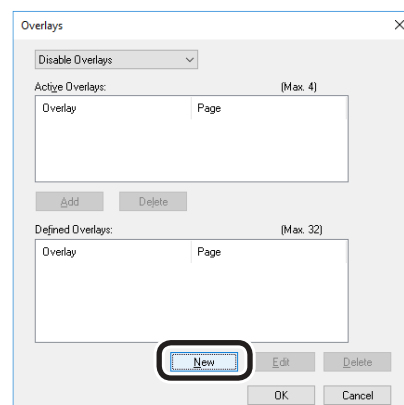 Overlays
Disable Overlays
Active Overlays: (Max. 4)
Overlay Page
Add Delete
Defined Overlays: (Max. 32)
Overlay Page
New Edit Delete
OK Cancel